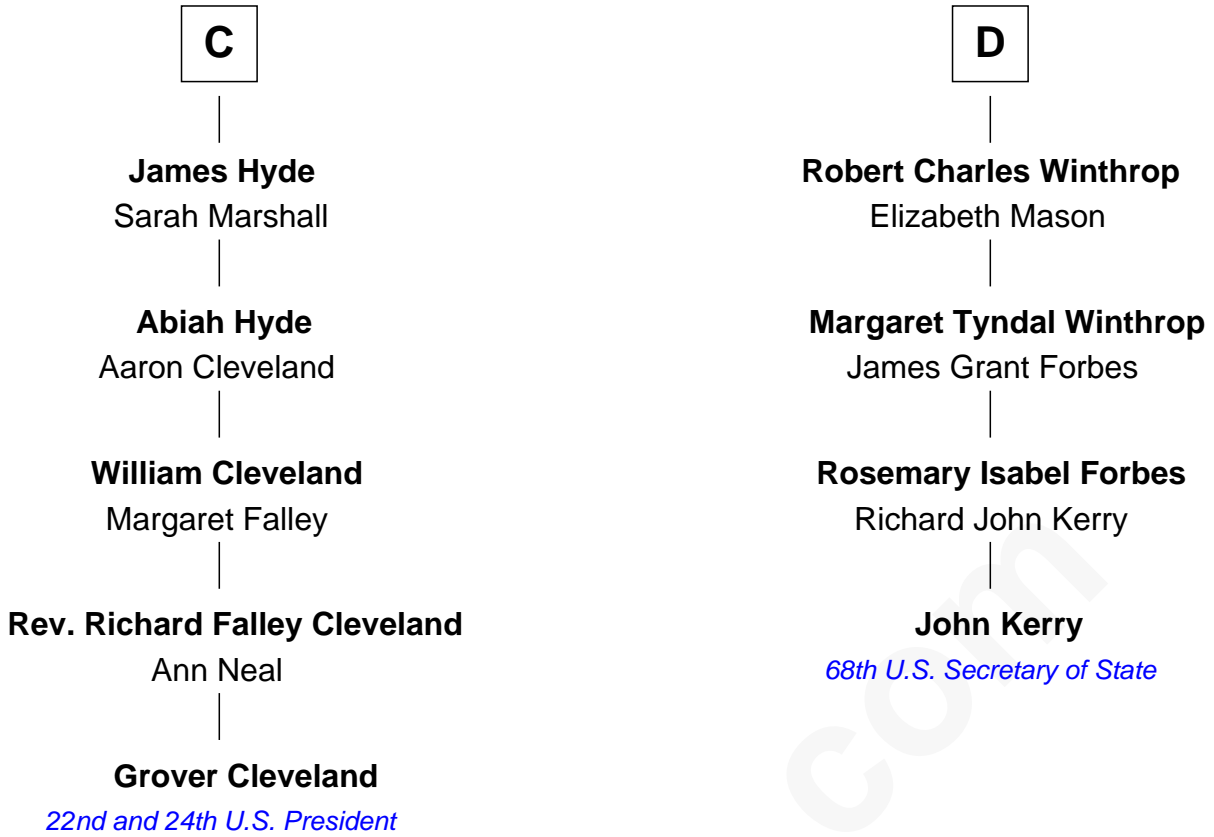 C
James Hyde
Sarah Marshall
Abiah Hyde
Aaron Cleveland
William Cleveland
Margaret Falley
Rev. Richard Falley Cleveland
Ann Neal
Grover Cleveland
22nd and 24th U.S. President
D
Robert Charles Winthrop
Elizabeth Mason
Margaret Tyndal Winthrop
James Grant Forbes
Rosemary Isabel Forbes
Richard John Kerry
John Kerry
68th U.S. Secretary of State
com